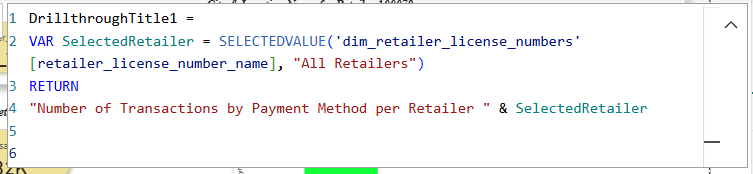 1 DrillthroughTitle1 =
2 VAR SelectedRetailer = SELECTEDVALUE('dim_retailer_license_numbers'
[retailer_license_number_name], "All Retailers")
3 RETURN
4 "Number of Transactions by Payment Method per Retailer " & SelectedRetailer
5
6